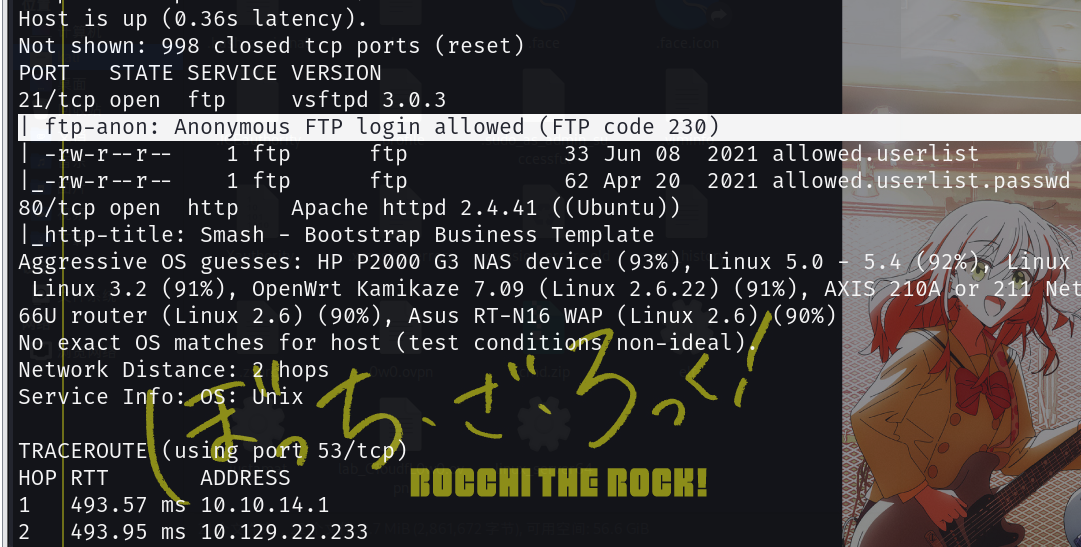 Host is up (0.36s latency).
Not shown: 998 closed tcp ports (reset)
PORT   STATE SERVICE VERSION
21/tcp open  ftp     vsftpd 3.0.3
| ftp-anon: Anonymous FTP login allowed (FTP code 230)
| -rw-r--r--    1 ftp      ftp            33 Jun 08  2021 allowed.userlist
|_-rw-r--r--    1 ftp      ftp            62 Apr 20  2021 allowed.userlist.passwd
80/tcp open  http    Apache httpd 2.4.41 ((Ubuntu))
|_http-title: Smash - Bootstrap Business Template
Aggressive OS guesses: HP P2000 G3 NAS device (93%), Linux 5.0 - 5.4 (92%), Linux
Linux 3.2 (91%), OpenWrt Kamikaze 7.09 (Linux 2.6.22) (91%), AXIS 210A or 211 Net
66U router (Linux 2.6) (90%), Asus RT-N16 WAP (Linux 2.6) (90%)
No exact OS matches for host (test conditions non-ideal).
Network Distance: 2 hops
Service Info: OS: Unix
TRACEROUTE (using port 53/tcp)
HOP RTT       ADDRESS
1   493.57 ms 10.10.14.1
2   493.95 ms 10.129.22.233
ぼっち・ざ・ろっく!
BOCCHI THE ROCK!
.face
.face.icon